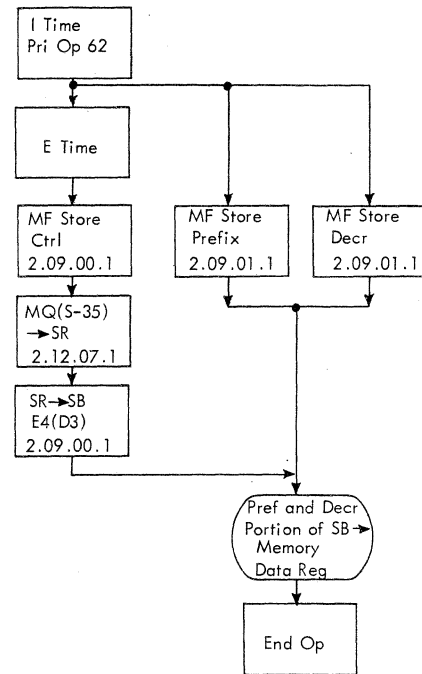 I Time
Pri Op 62
E Time
MF Store
Ctrl
2.09.00.1
MF Store
Prefix
2.09.01.1
MF Store
Decr
2.09.01.1
MQ(S-35)
→SR
2.12.07.1
SR→SB
E4(D3)
2.09.00.1
Pref and Decr
Portion of SB→
Memory
Data Reg
End Op